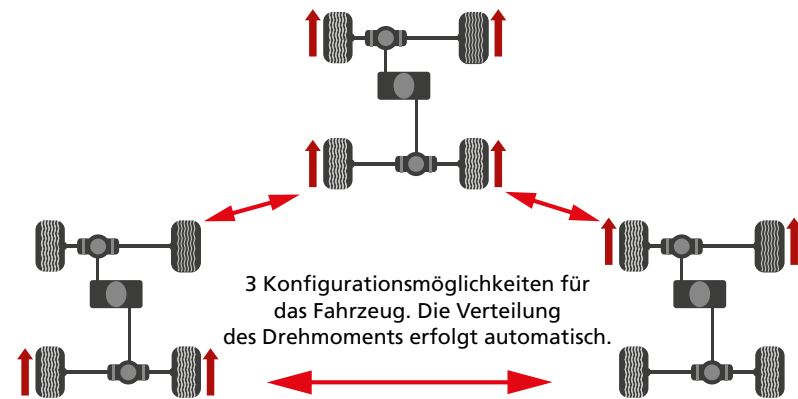 3 Konfigurationsmöglichkeiten für
das Fahrzeug. Die Verteilung
des Drehmoments erfolgt automatisch.